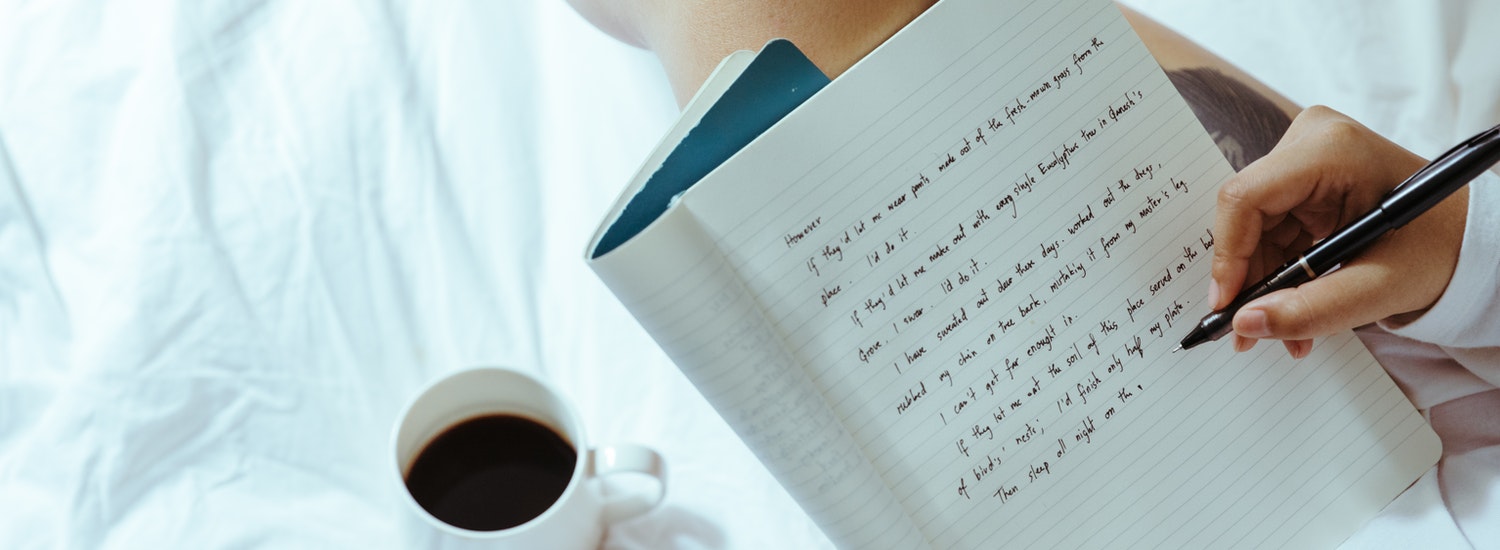 However
If they'd let me wear pants made out of the fresh-mown grass from the
place. I'd do it.
If they'd let me make out with every single Eucalyptus tree in Ganesh's
Grove, I swear. I'd do it.
I have sweated out deer these days. worked out the dregs,
rubbed my chin on tree bark, mistaking it from my master's leg
I can't get far enough in.
If they let me eat the soil of this place served on the bed
of birds' nests; I'd finish only half my plate.
Then sleep all night on the